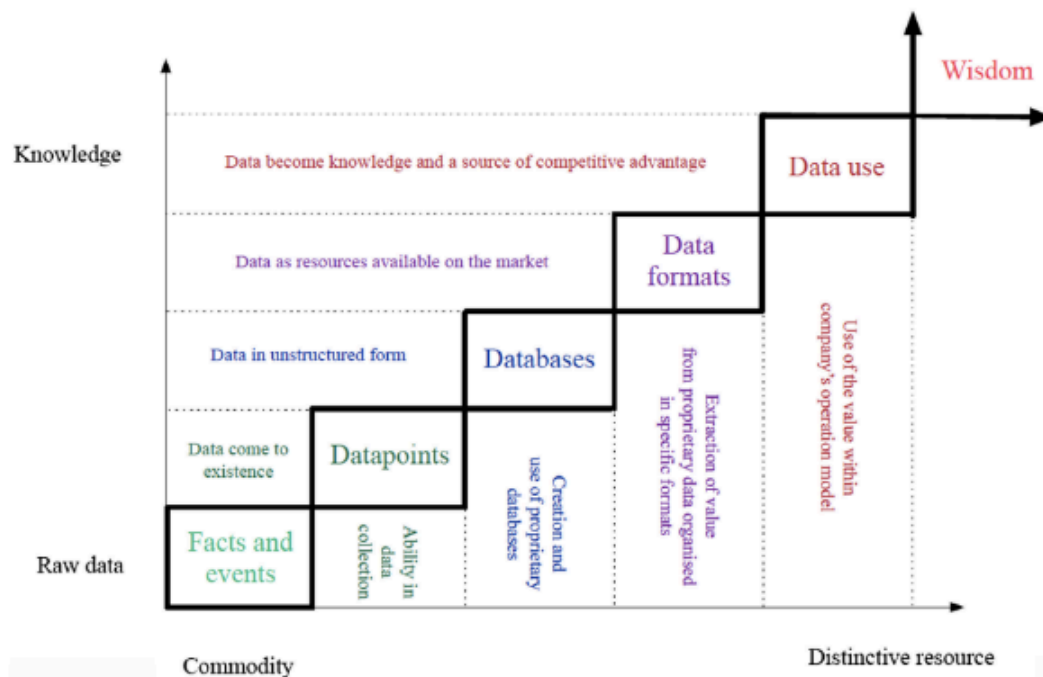 Wisdom
Knowledge
Data become knowledge and a source of competitive advantage
Data use
Data as resources available on the market
Data
formats
Data in unstructured form
Databases
Data come to
existence
Datapoints
Raw data
Facts and
events
Ability in
data
collection
Creation and
use of proprietary
databases
Extraction of value
from proprietary data organised
in specific formats
Use of the value within
company's operation model
Commodity
Distinctive resource